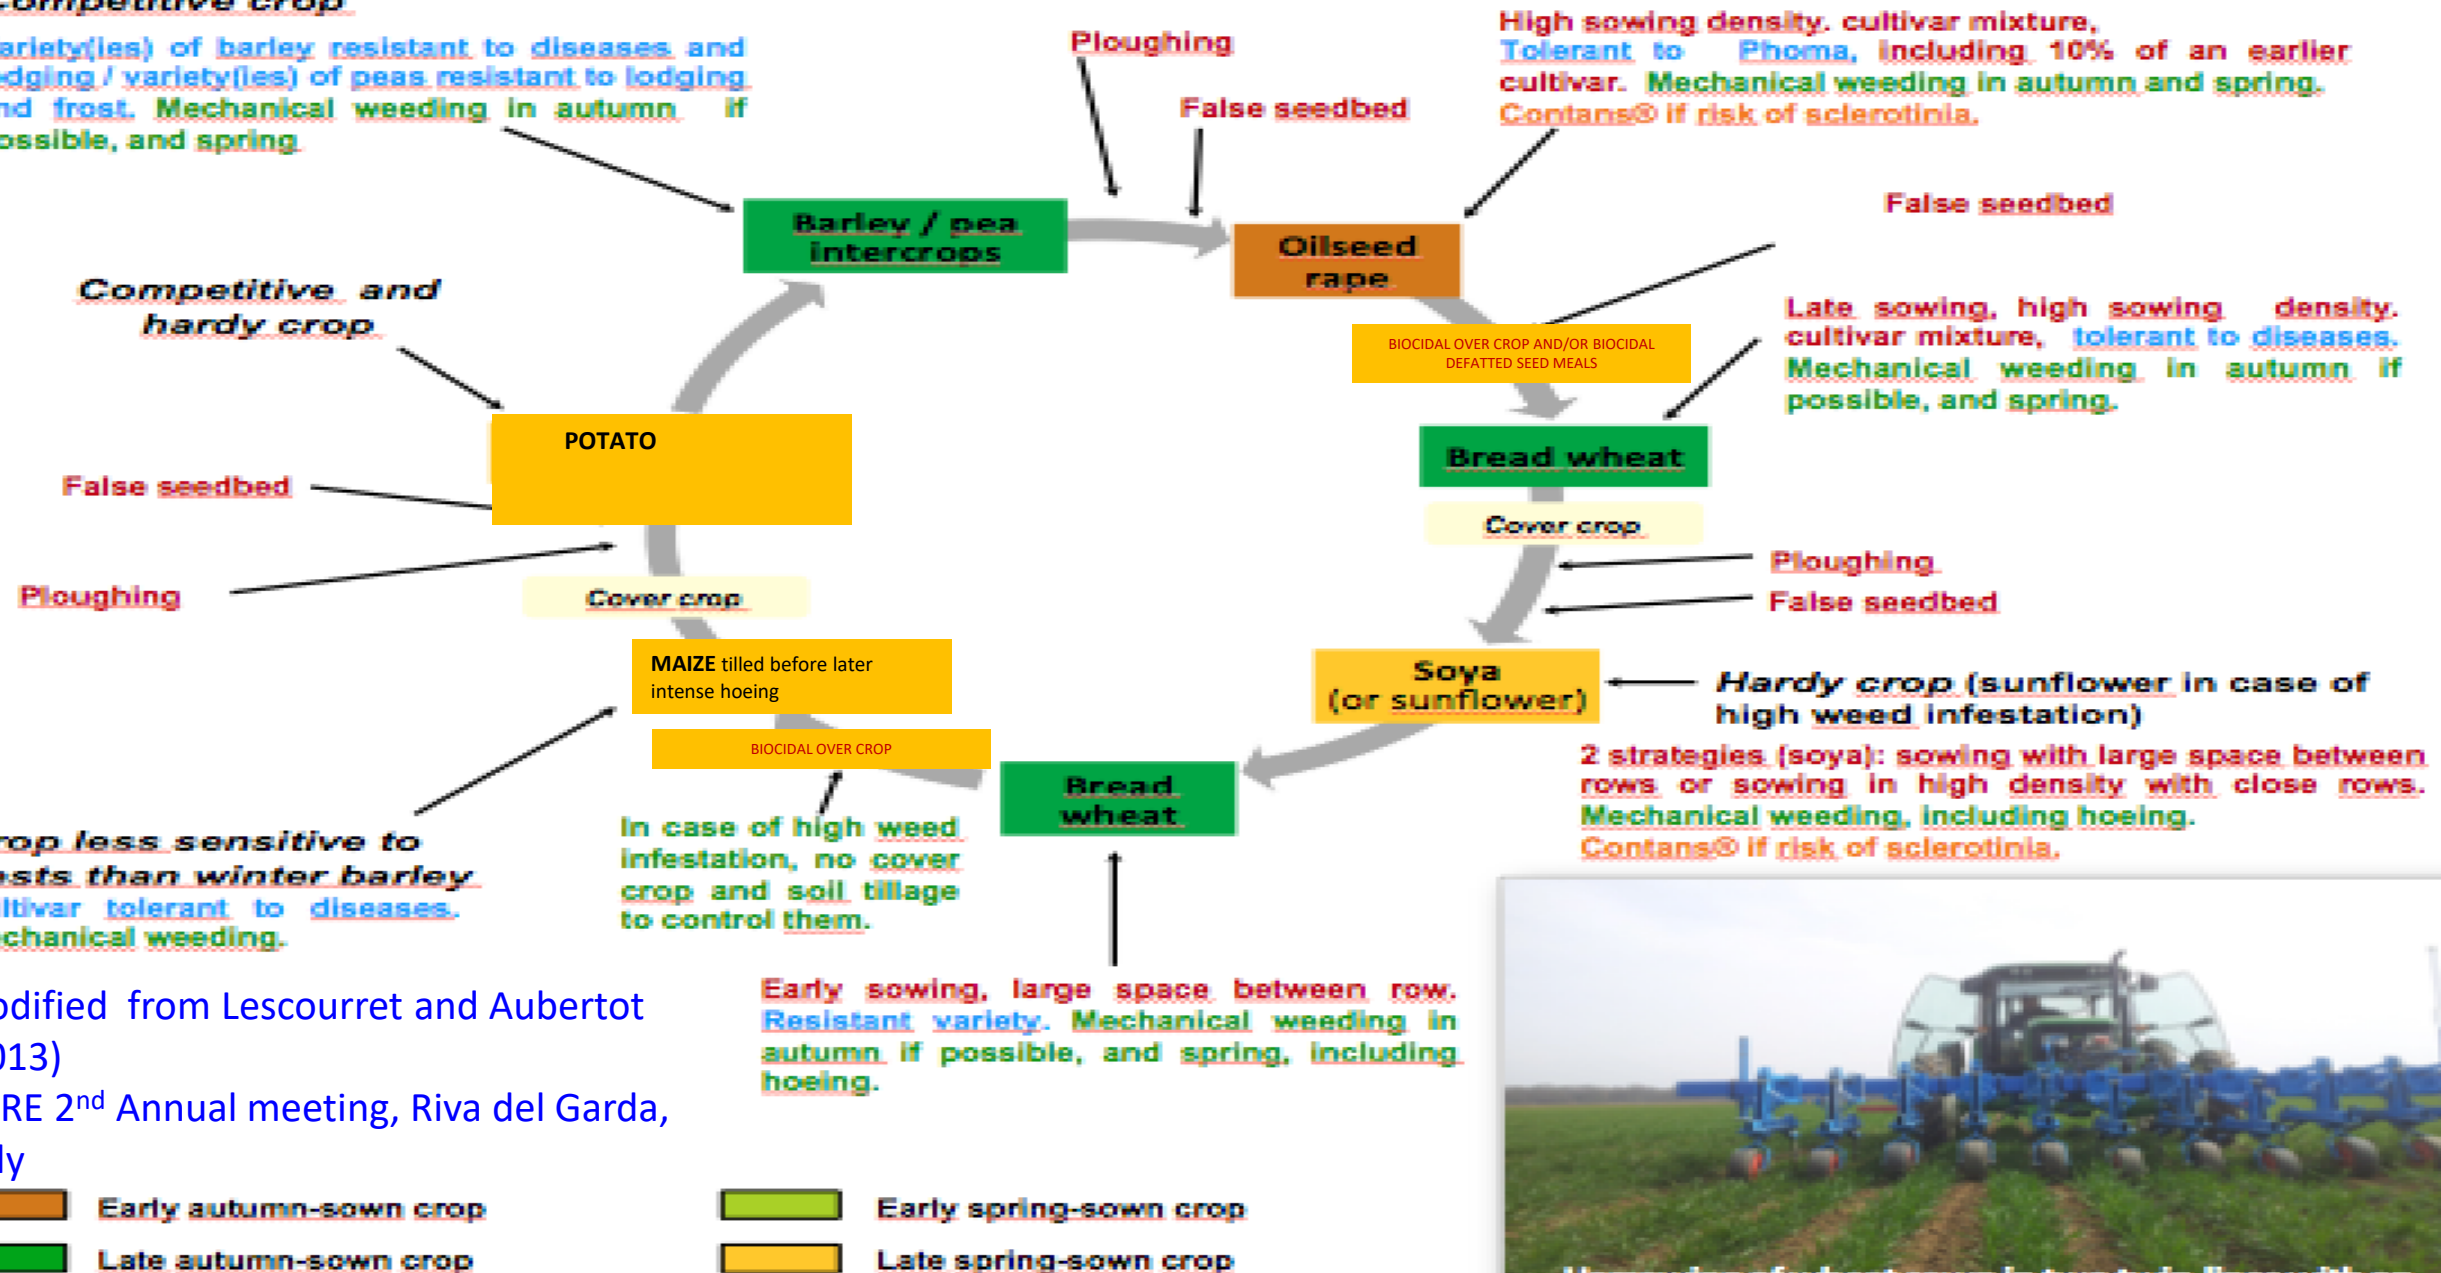 competitive crop
ariety(ies) of barley resistant to diseases and
dging / variety(ies) of peas resistant to lodging
nd frost. Mechanical weeding in autumn if
ossible, and spring
Ploughing
False seedbed
High sowing density. cultivar mixture,
Tolerant to Phoma, including 10% of an earlier
cultivar. Mechanical weeding in autumn and spring.
Contans® if risk of sclerotinia.
Barley / pea
intercrops
Oilseed
rape
False seedbed
Competitive and
hardy crop
BIOCIDAL OVER CROP AND/OR BIOCIDAL
DEFATTED SEED MEALS
Late sowing, high sowing density.
cultivar mixture, tolerant to diseases.
Mechanical weeding in autumn if
possible, and spring.
POTATO
Bread wheat
False seedbed
Cover crop
Ploughing
False seedbed
Ploughing
Cover crop
MAIZE tilled before later
intense hoeing
Soya
(or sunflower)
Hardy crop (sunflower in case of
high weed infestation)
BIOCIDAL OVER CROP
2 strategies (soya): sowing with large space between
rows or sowing in high density with close rows.
Mechanical weeding, including hoeing.
Contans® if risk of sclerotinia.
Bread
wheat
rop less sensitive to
ests than winter barley
ltivar tolerant to diseases.
chanical weeding.
In case of high weed
infestation, no cover
crop and soil tillage
to control them.
Early sowing, large space between row.
Resistant variety. Mechanical weeding in
autumn if possible, and spring, including
hoeing.
odified from Lescourret and Aubertot
013)
RE 2nd Annual meeting, Riva del Garda,
ly
Early autumn-sown crop
Early spring-sown crop
Late autumn-sown crop
Late spring-sown crop